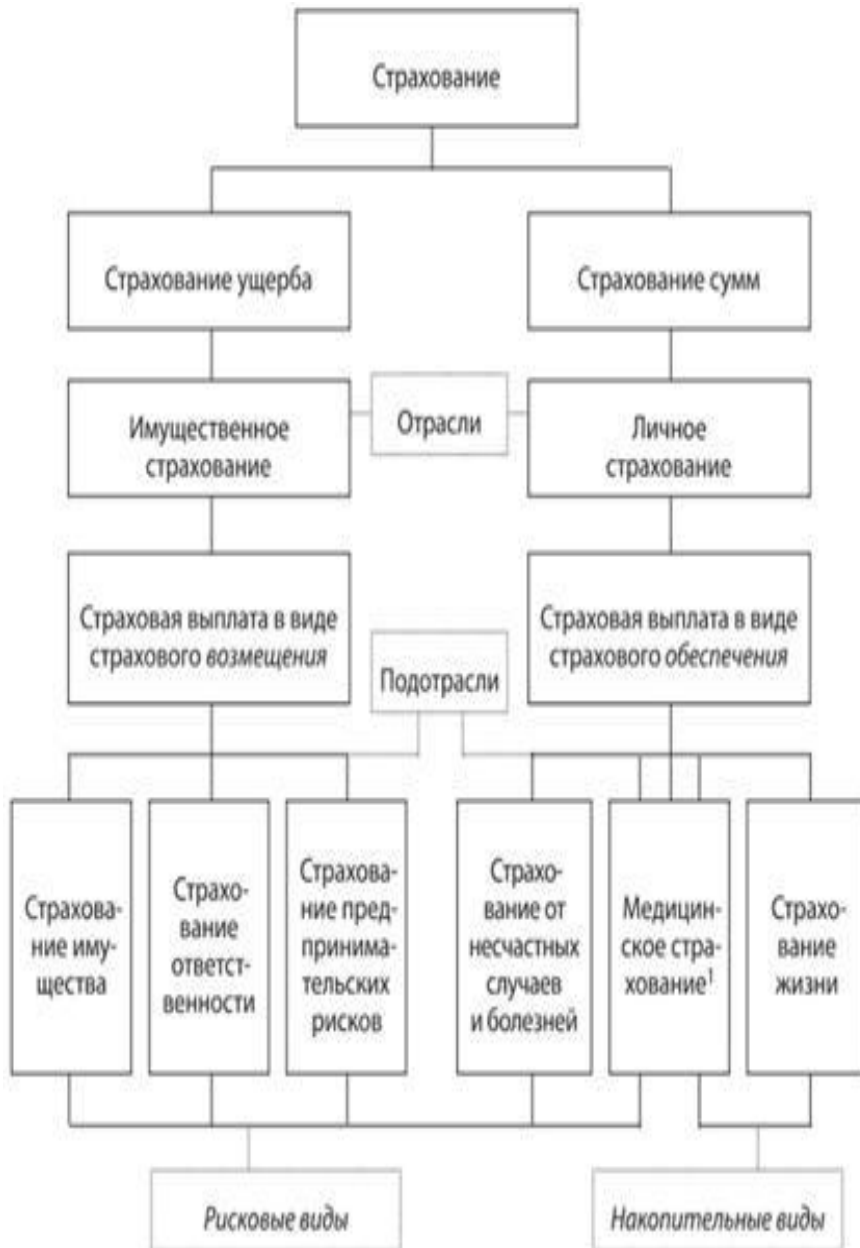 Страхование
Страхование ущерба
Страхование сумм
Имущественное
страхование
Отрасли
Личное
страхование
Страховая выплата в виде
страхового возмещения
Подотрасли
Страховая выплата в виде
страхового обеспечения
Страхова-
ние иму-
щества
Страхо-
вание
ответст-
венности
Страхова-
ние пред-
принима-
тельских
рисков
Страхо-
вание от
несчастных
случаев
и болезней
Медицин-
ское стра-
хование¹
Страхо-
вание
жизни
Рисковые виды
Накопительные виды